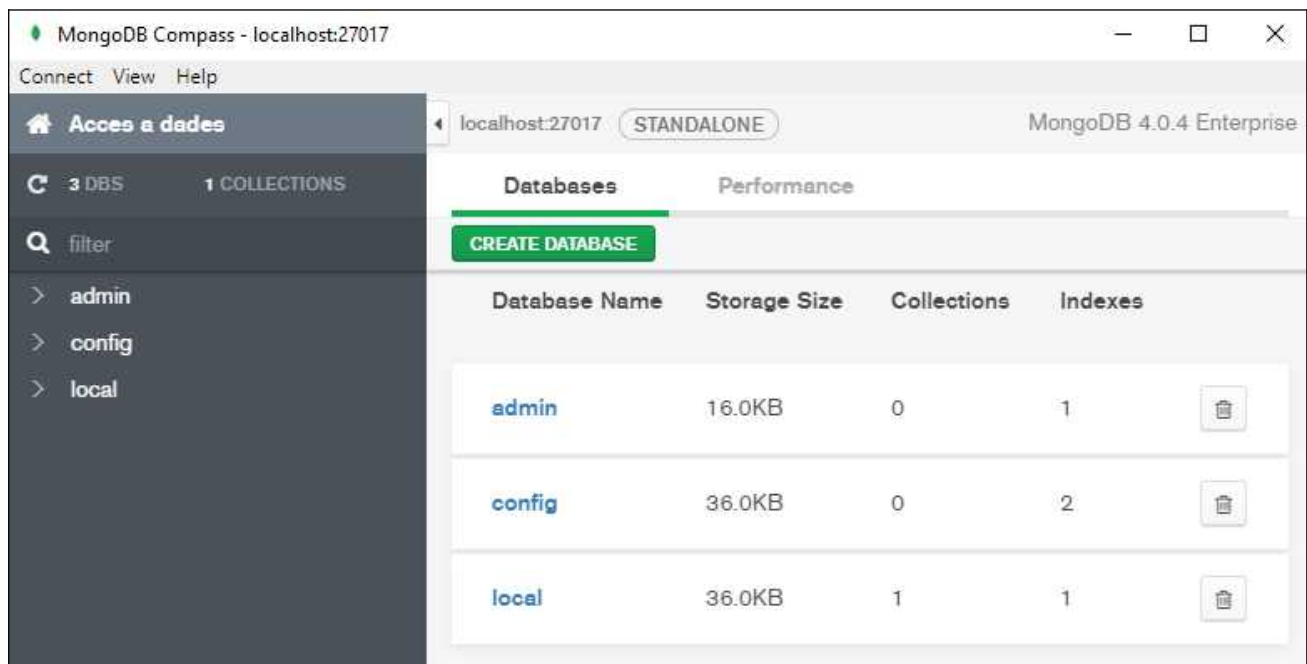 MongoDB Compass - localhost:27017
Connect View Help
Acces a dades
localhost:27017 STANDALONE MongoDB 4.0.4 Enterprise
3 DBS 1 COLLECTIONS
Databases Performance
filter
CREATE DATABASE
admin
config
local
Database Name Storage Size Collections Indexes
admin 16.0KB 0 1
config 36.0KB 0 2
local 36.0KB 1 1